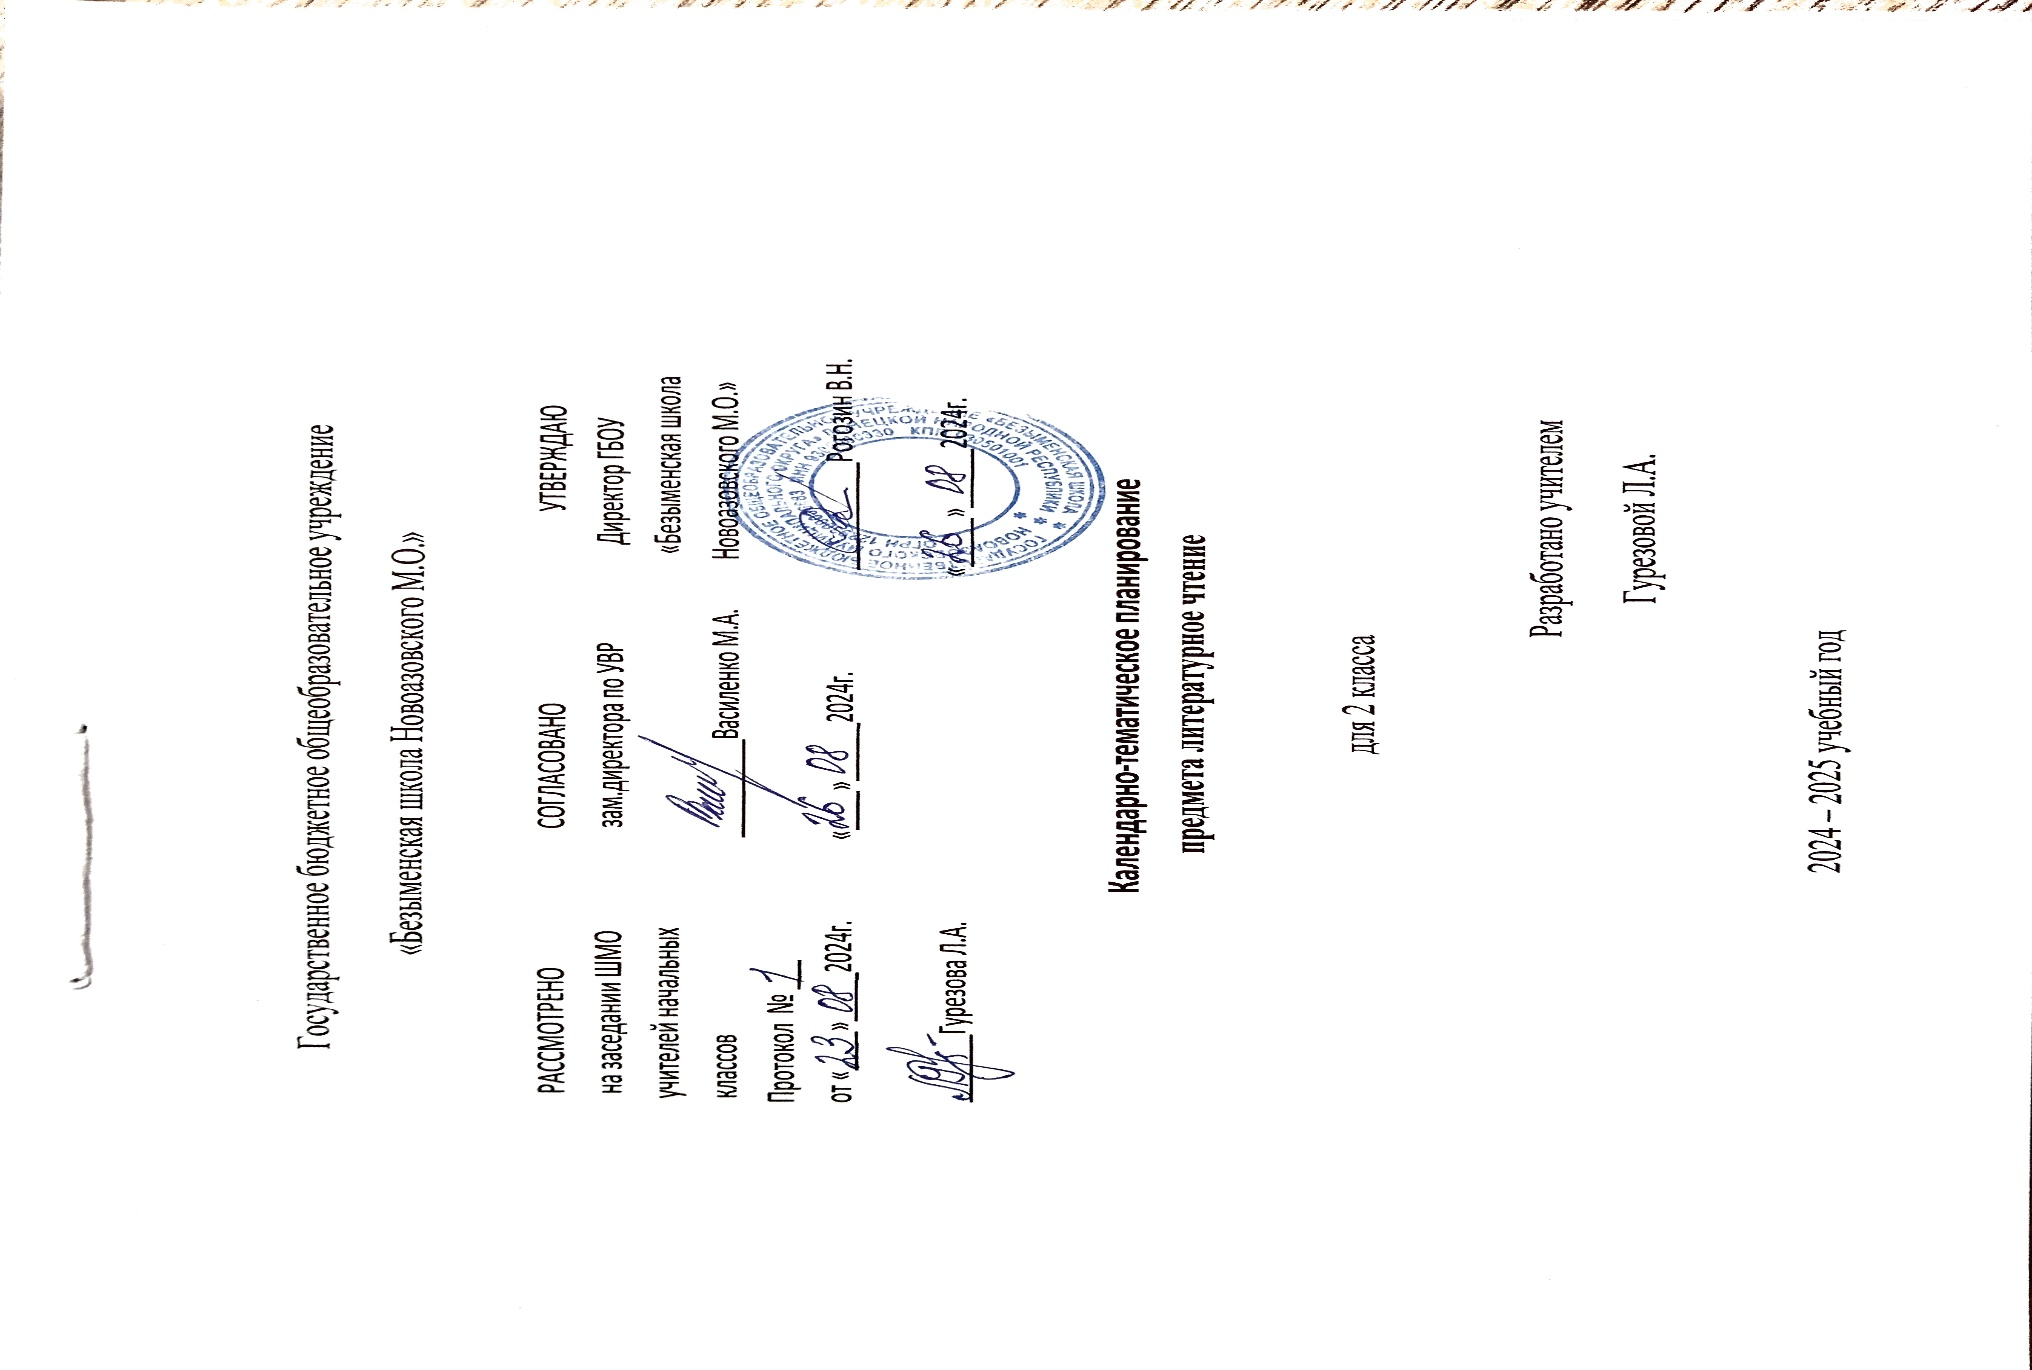 Государственное бюджетное общеобразовательное учреждение
«Безыменская школа Новоазовского М.О.»
РАССМОТРЕНО
на заседании ШМО
учителей начальных
классов
Протокол № 1
от «23» 08 2024г.
Гурезова Л.А.
СОГЛАСОВАНО
зам.директора по УВР
Василенко М.А.
«26» 08 2024г.
УТВЕРЖДАЮ
Директор ГБОУ
«Безыменская школа
Новоазовского М.О.»
Рогозин В.Н.
08 2024г.
Календарно-тематическое планирование
предмета литературное чтение
для 2 класса
Разработано учителем
Гурезовой Л.А.
2024 – 2025 учебный год